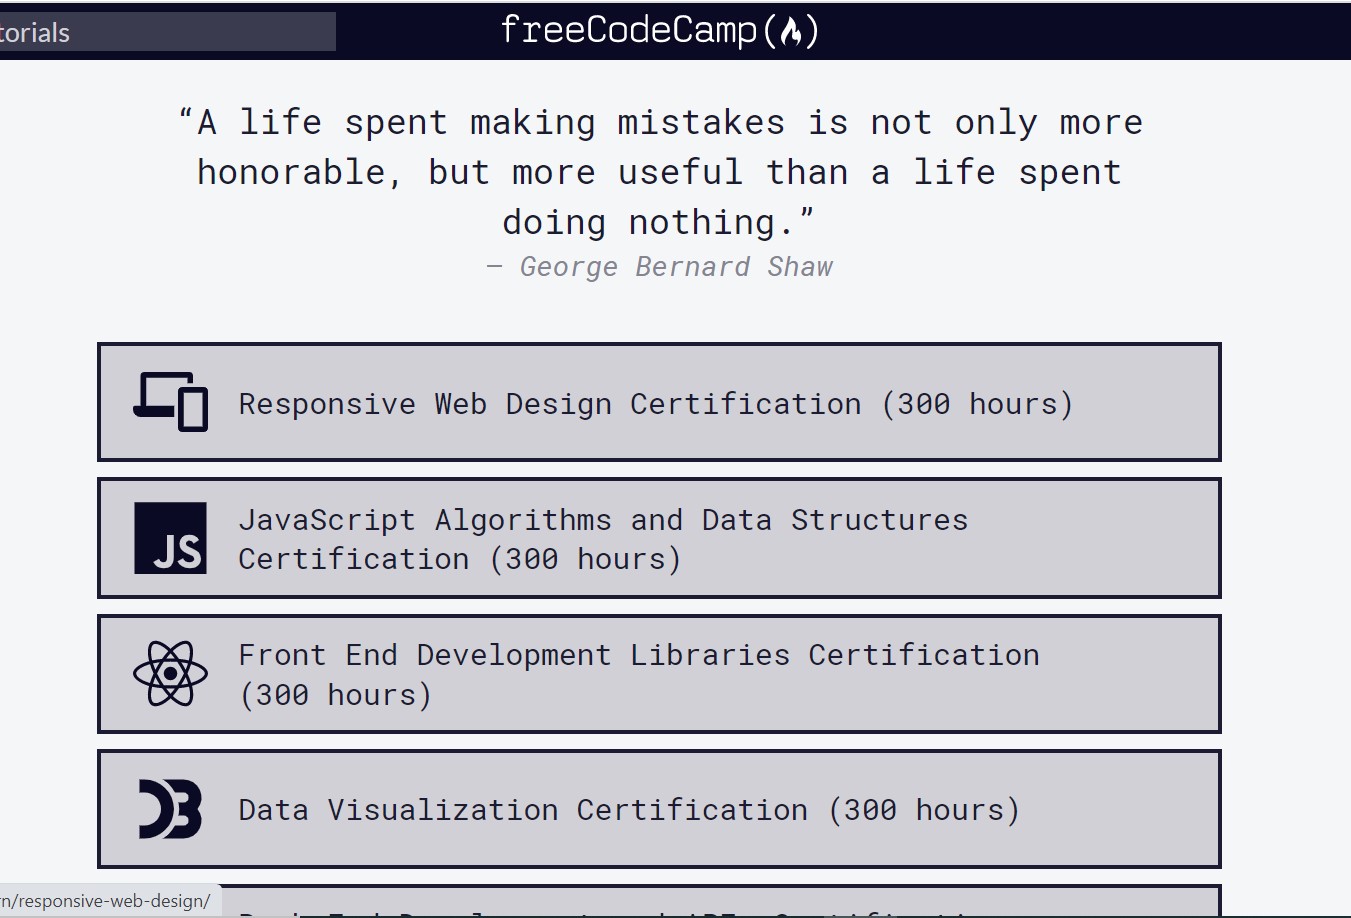 torials
freeCodeCamp(🔥)
“A life spent making mistakes is not only more
honorable, but more useful than a life spent
doing nothing.”
— George Bernard Shaw
Responsive Web Design Certification (300 hours)
JS
JavaScript Algorithms and Data Structures
Certification (300 hours)
Front End Development Libraries Certification
(300 hours)
D3
Data Visualization Certification (300 hours)
n/responsive-web-design/